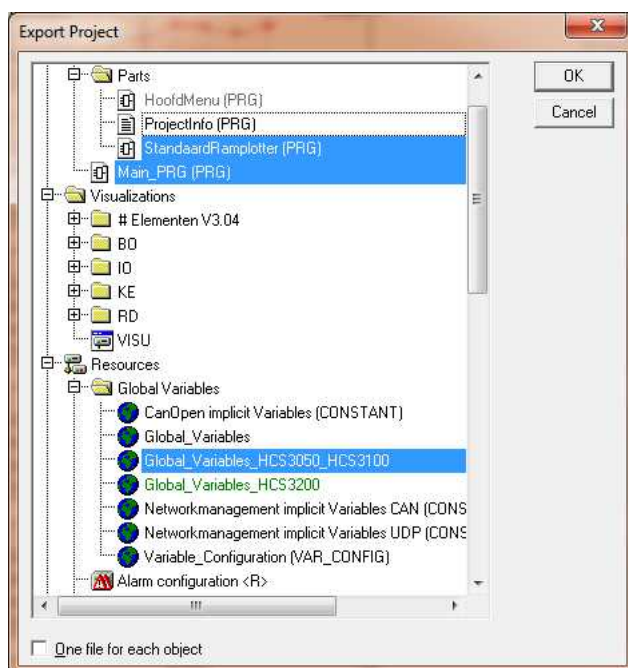 Export Project
Parts
HoofdMenu (PRG)
ProjectInfo (PRG)
StandaardRamplotter (PRG)
Main_PRG (PRG)
Visualizations
# Elementen V3.04
BO
IO
KE
RD
VISU
Resources
Global Variables
CanOpen implicit Variables (CONSTANT)
Global_Variables
Global_Variables_HCS3050_HCS3100
Global_Variables_HCS3200
Networkmanagement implicit Variables CAN (CONS
Networkmanagement implicit Variables UDP (CONS
Variable_Configuration (VAR_CONFIG)
Alarm configuration <R>
One file for each object
OK
Cancel